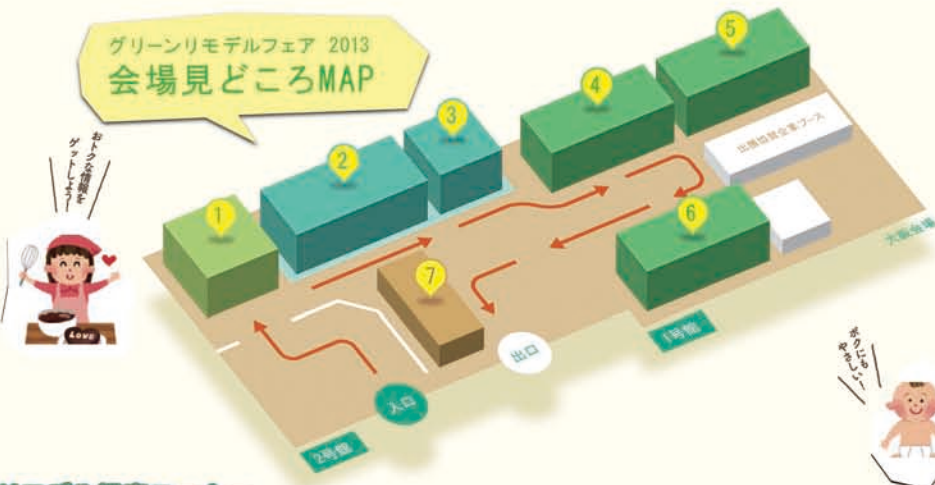 グリーンリモデルフェア 2013
会場見どころMAP
おトクな情報を
ゲットしよう!
1
2
3
4
5
6
7
出展協賛企業ブース
大阪会場
1号館
出口
入口
2号館
ボクにも
やさしい!
LOVE